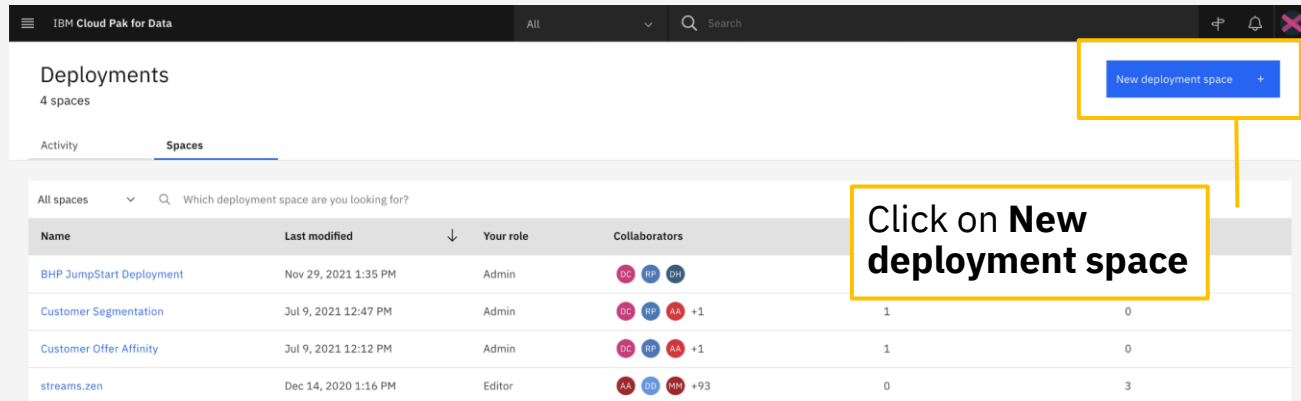 IBM Cloud Pak for Data
All
Search
Deployments
4 spaces
New deployment space +
Activity
Spaces
All spaces
Which deployment space are you looking for?
Click on New
deployment space
Name
Last modified
Your role
Collaborators
BHP JumpStart Deployment
Nov 29, 2021 1:35 PM
Admin
DC RP DH
Customer Segmentation
Jul 9, 2021 12:47 PM
Admin
DC RP AA +1
1
0
Customer Offer Affinity
Jul 9, 2021 12:12 PM
Admin
DC RP AA +1
1
0
streams.zen
Dec 14, 2020 1:16 PM
Editor
AA DD MM +93
0
3